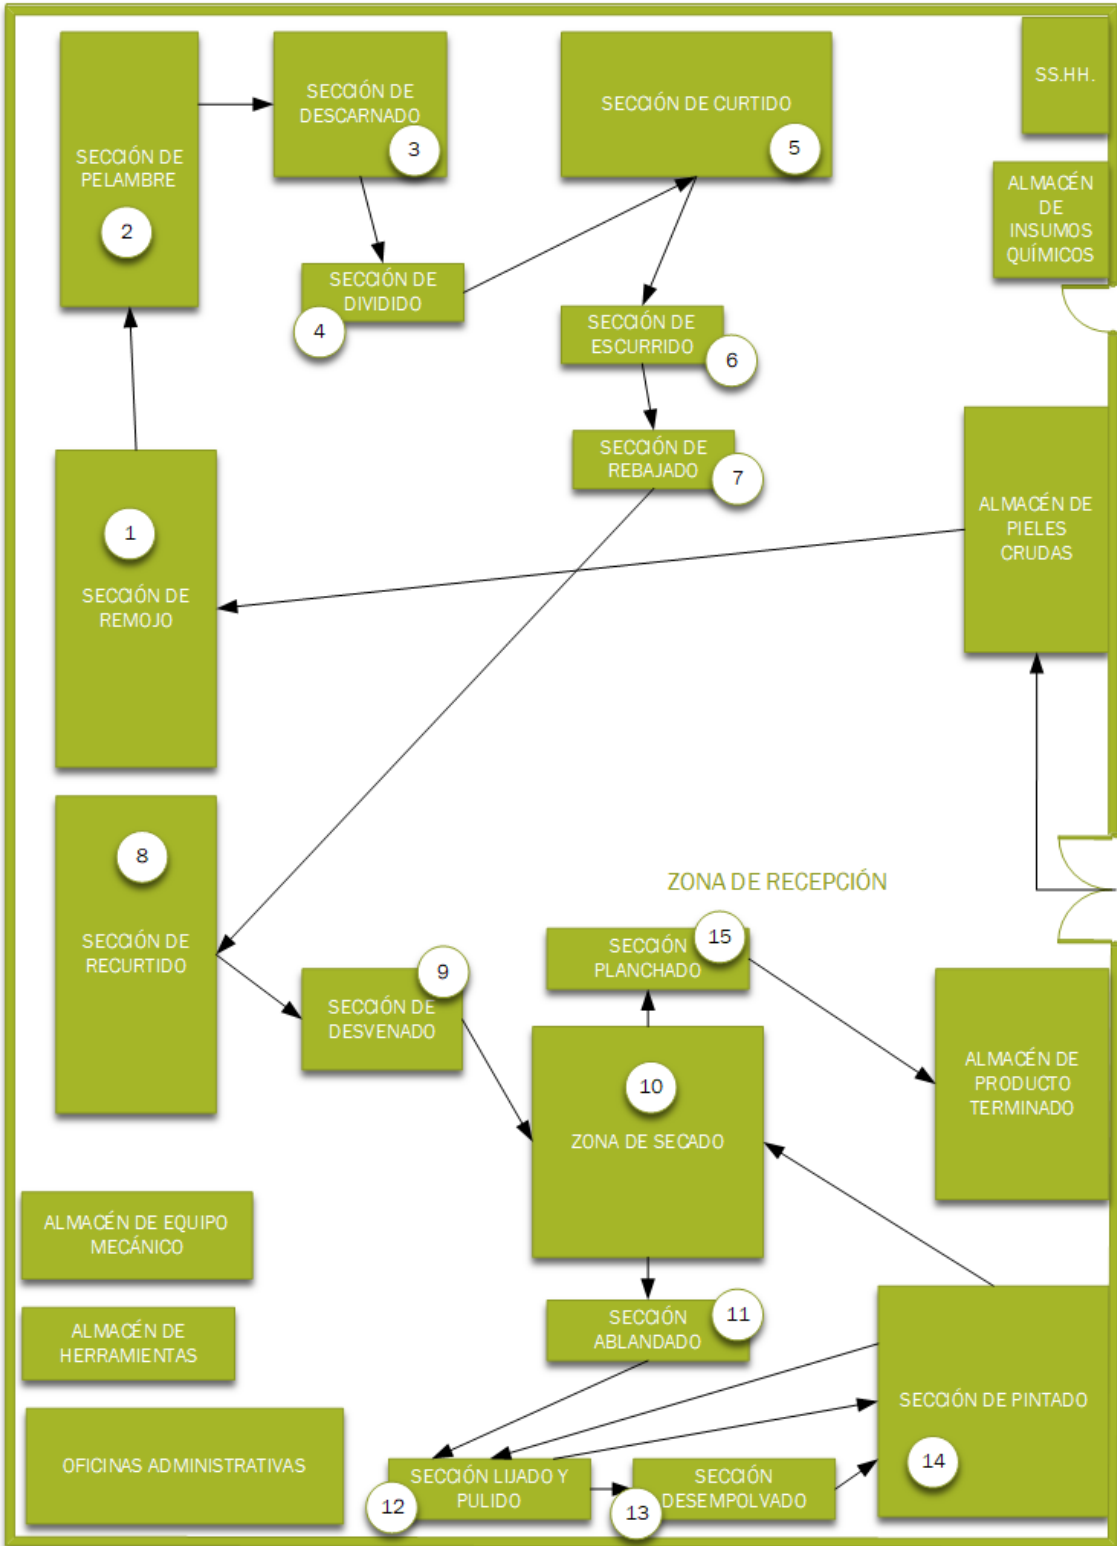 SECCIÓN DE
PELAMBRE
2
SECCIÓN DE
DESCARNADO
3
SECCIÓN DE CURTIDO
5
SS.HH.
ALMACÉN
DE
INSUMOS
QUÍMICOS
SECCIÓN DE
DIVIDIDO
4
SECCIÓN DE
ESCURRIDO
6
SECCIÓN DE
REBAJADO
7
1
SECCIÓN DE
REMOJO
ALMACÉN DE
PIELES
CRUDAS
8
SECCIÓN DE
RECURTIDO
ZONA DE RECEPCIÓN
SECCIÓN
PLANCHADO
15
9
SECCIÓN DE
DESVENADO
10
ZONA DE SECADO
ALMACÉN DE
PRODUCTO
TERMINADO
ALMACÉN DE EQUIPO
MECÁNICO
ALMACÉN DE
HERRAMIENTAS
SECCIÓN
ABLANDADO
11
OFICINAS ADMINISTRATIVAS
SECCIÓN LIJADO Y
PULIDO
12
SECCIÓN
DESEMPOLVADO
13
SECCIÓN DE PINTADO
14